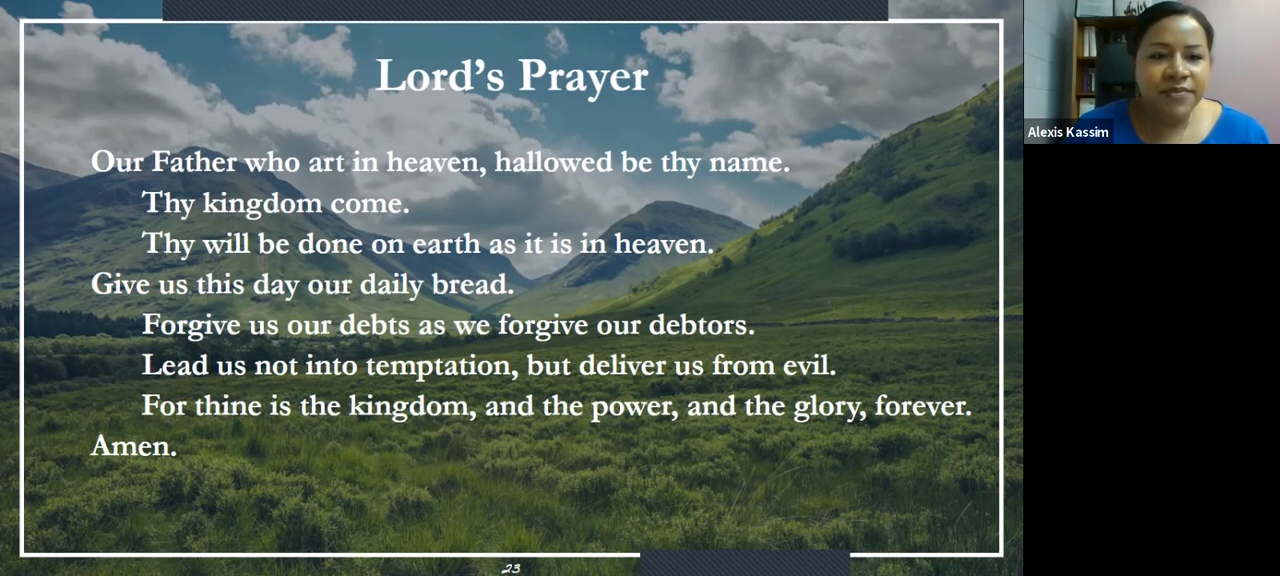 Lord’s Prayer
Our Father who art in heaven, hallowed be thy name.
Thy kingdom come.
Thy will be done on earth as it is in heaven.
Give us this day our daily bread.
Forgive us our debts as we forgive our debtors.
Lead us not into temptation, but deliver us from evil.
For thine is the kingdom, and the power, and the glory, forever.
Amen.
23
Alexis Kassim